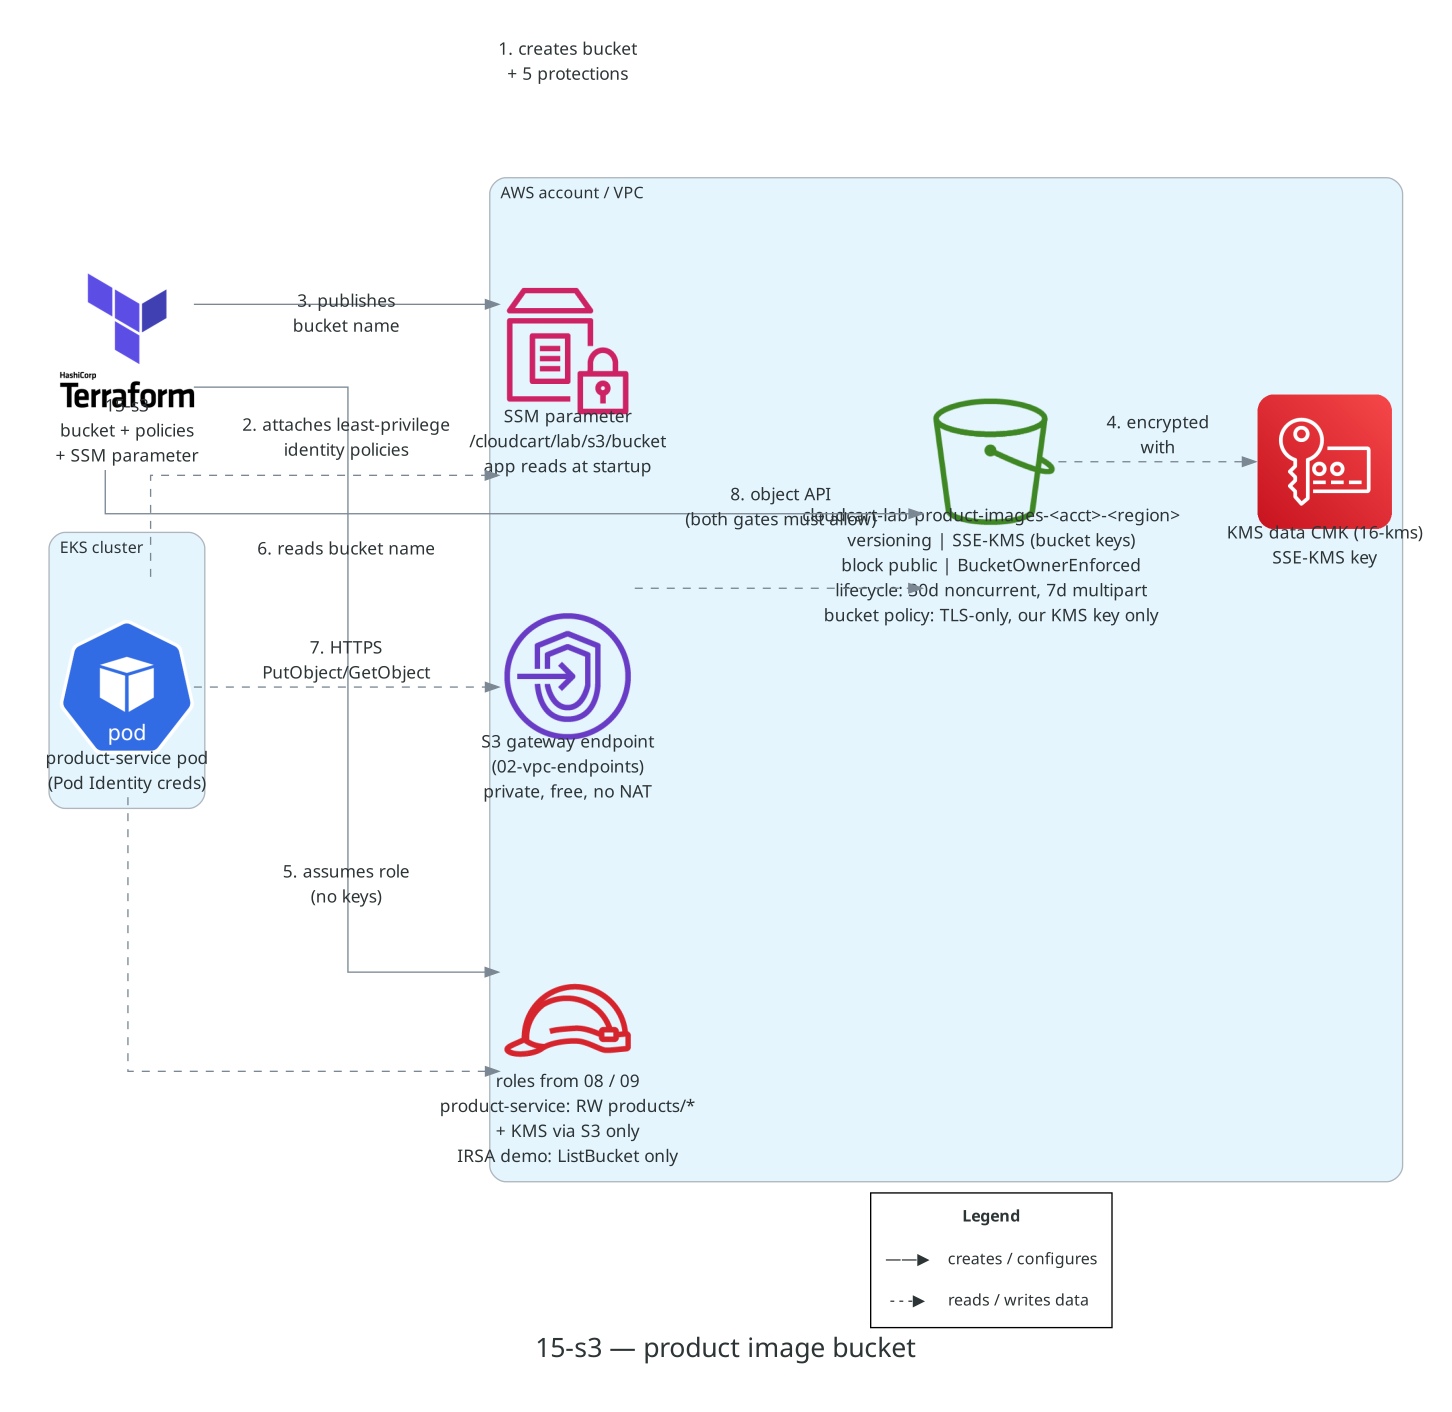 1. creates bucket
+ 5 protections
AWS account / VPC
HashiCorp
Terraform
15-s3
bucket + policies
+ SSM parameter
3. publishes
bucket name
2. attaches least-privilege
identity policies
SSM parameter
/cloudcart/lab/s3/bucket
app reads at startup
8. object API
(both gates must allow)
cloudcart-lab-product-images-<acct>-<region>
versioning | SSE-KMS (bucket keys)
block public | BucketOwnerEnforced
lifecycle: 30d noncurrent, 7d multipart
bucket policy: TLS-only, our KMS key only
4. encrypted
with
KMS data CMK (16-kms)
SSE-KMS key
EKS cluster
6. reads bucket name
pod
product-service pod
(Pod Identity creds)
7. HTTPS
PutObject/GetObject
S3 gateway endpoint
(02-vpc-endpoints)
private, free, no NAT
5. assumes role
(no keys)
roles from 08 / 09
product-service: RW products/*
+ KMS via S3 only
IRSA demo: ListBucket only
Legend
creates / configures
reads / writes data
15-s3 — product image bucket